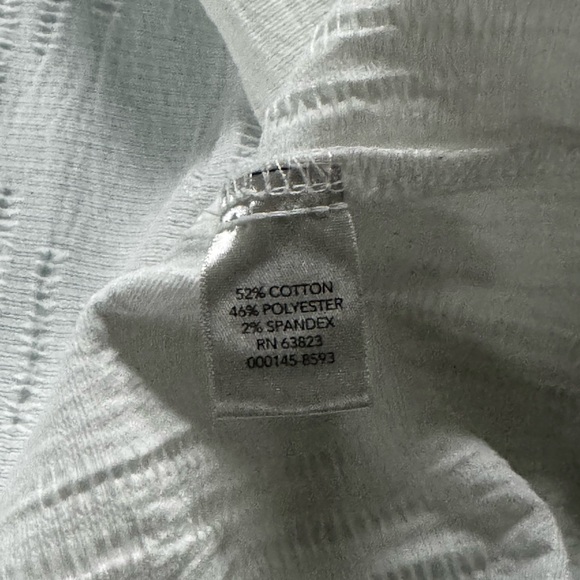 52% COTTON
46% POLYESTER
2% SPANDEX
RN 63823
000145 8593